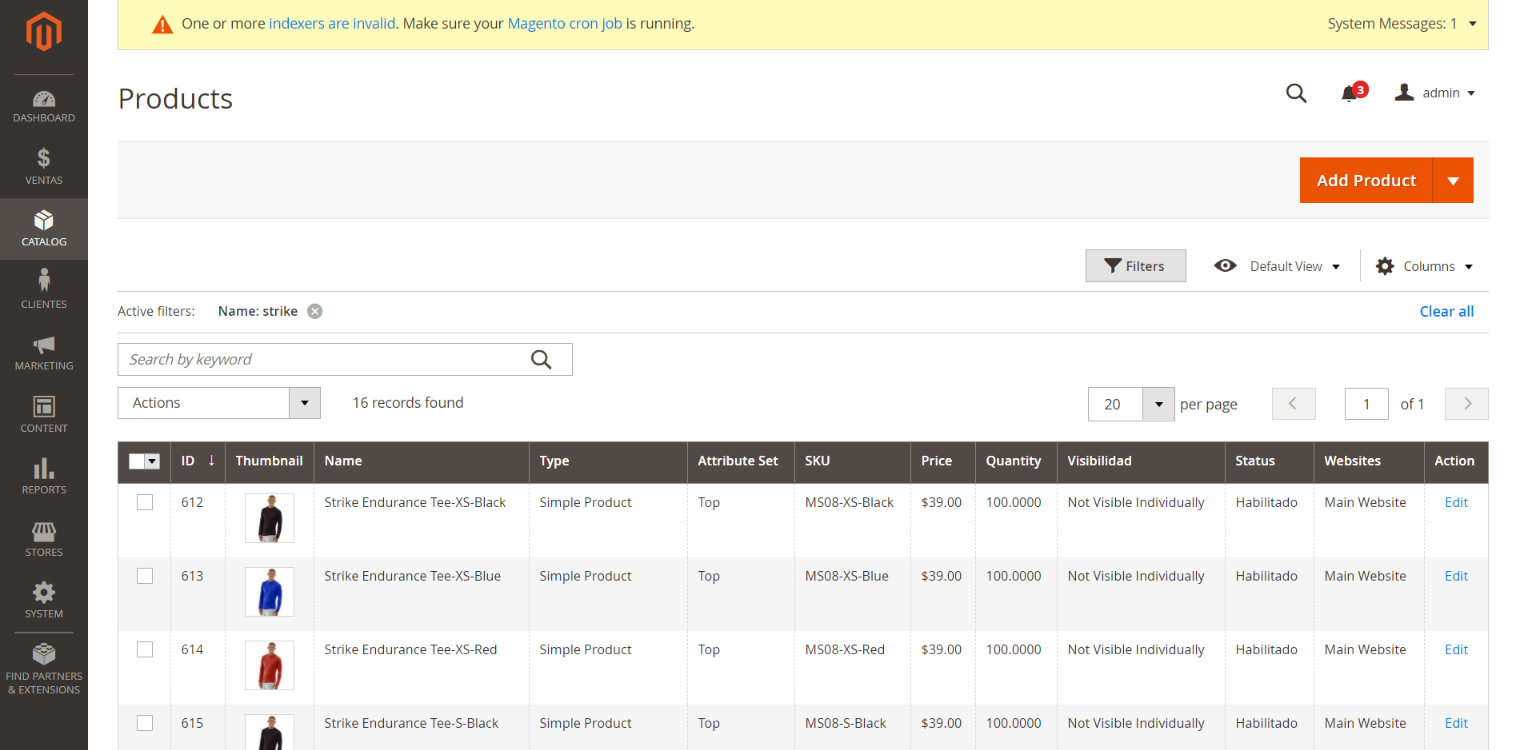 One or more indexers are invalid. Make sure your Magento cron job is running.
System Messages: 1
Products
3
admin
DASHBOARD
VENTAS
CATALOG
CLIENTES
MARKETING
CONTENT
REPORTS
STORES
SYSTEM
FIND PARTNERS
& EXTENSIONS
Add Product
Filters
Default View
Columns
Active filters: Name: strike
Clear all
Search by keyword
Actions
16 records found
20 per page
1 of 1
ID ↓ Thumbnail Name Type Attribute Set SKU Price Quantity Visibilidad Status Websites Action
612 Strike Endurance Tee-XS-Black Simple Product Top MS08-XS-Black $39.00 100.0000 Not Visible Individually Habilitado Main Website Edit
613 Strike Endurance Tee-XS-Blue Simple Product Top MS08-XS-Blue $39.00 100.0000 Not Visible Individually Habilitado Main Website Edit
614 Strike Endurance Tee-XS-Red Simple Product Top MS08-XS-Red $39.00 100.0000 Not Visible Individually Habilitado Main Website Edit
615 Strike Endurance Tee-S-Black Simple Product Top MS08-S-Black $39.00 100.0000 Not Visible Individually Habilitado Main Website Edit